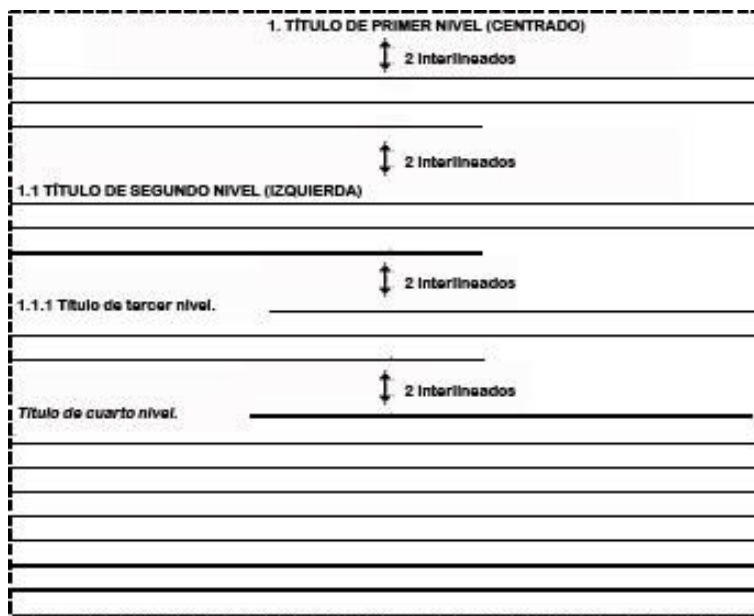 1. TÍTULO DE PRIMER NIVEL (CENTRADO)
2 Interlineados
2 Interlineados
1.1 TÍTULO DE SEGUNDO NIVEL (IZQUIERDA)
2 Interlineados
1.1.1 Título de tercer nivel.
2 Interlineados
Título de cuarto nivel.